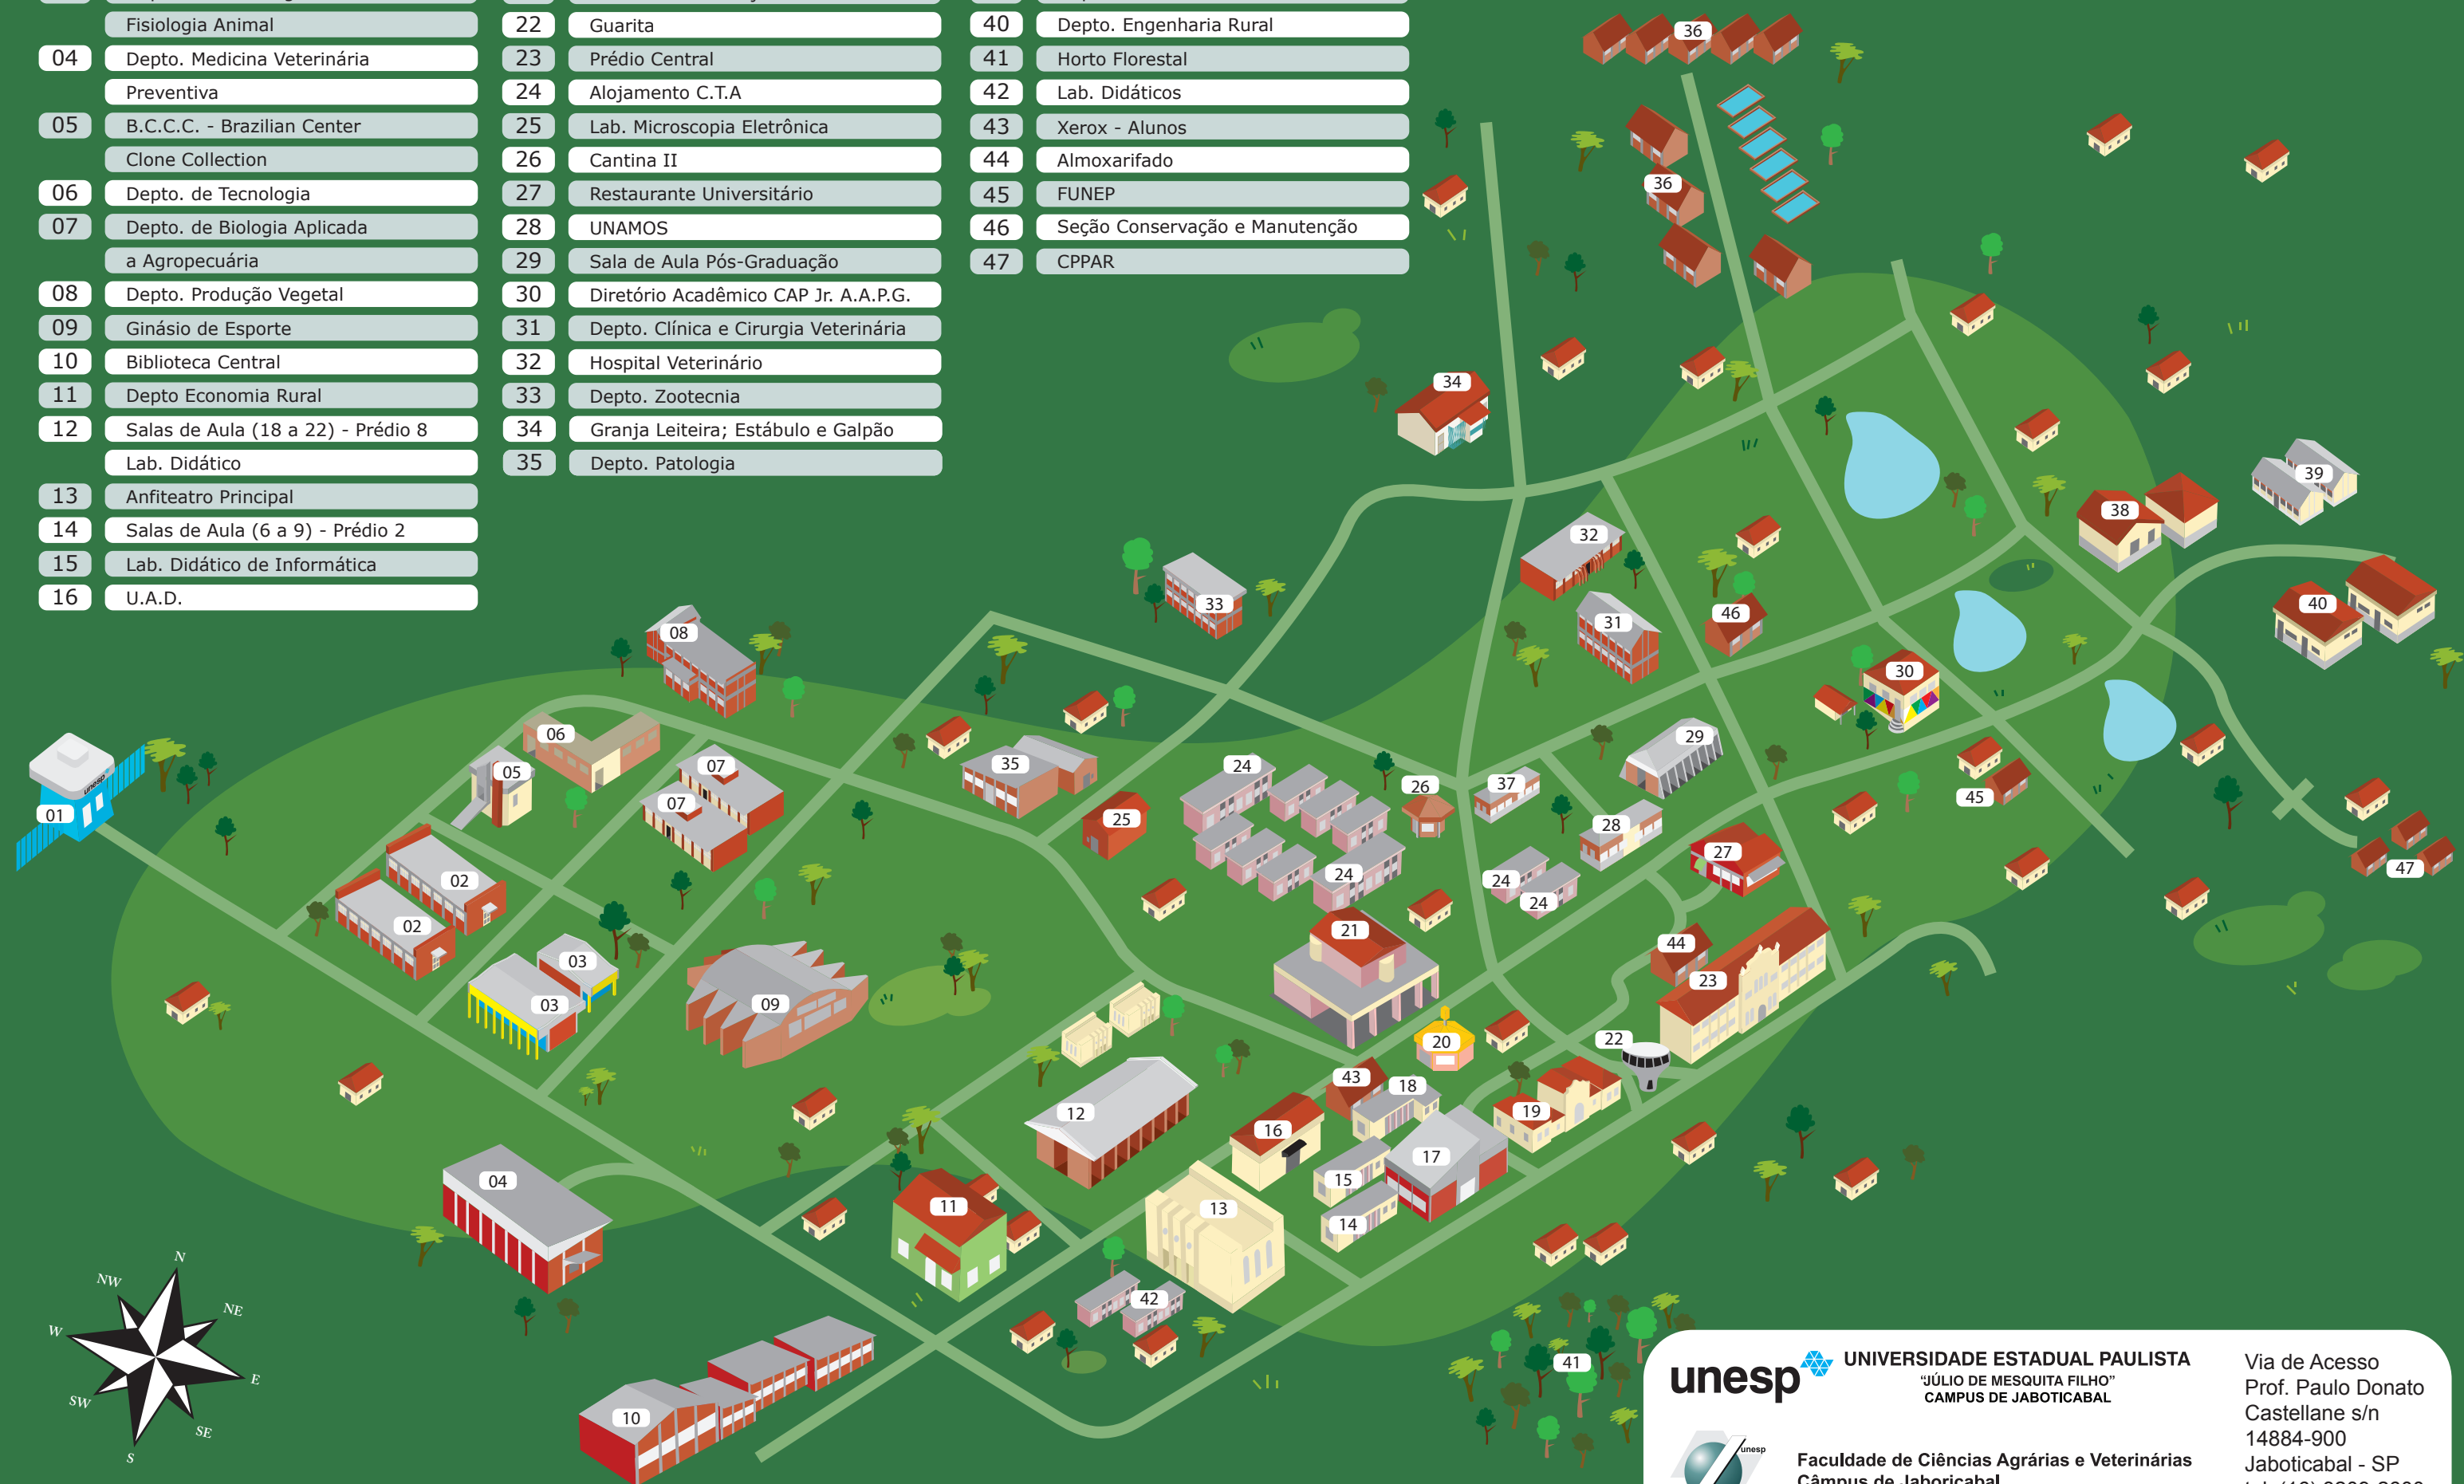 Fisiologia Animal
04 Depto. Medicina Veterinária
Preventiva
05 B.C.C.C. - Brazilian Center
Clone Collection
06 Depto. de Tecnologia
07 Depto. de Biologia Aplicada
a Agropecuária
08 Depto. Produção Vegetal
09 Ginásio de Esporte
10 Biblioteca Central
11 Depto Economia Rural
12 Salas de Aula (18 a 22) - Prédio 8
Lab. Didático
13 Anfiteatro Principal
14 Salas de Aula (6 a 9) - Prédio 2
15 Lab. Didático de Informática
16 U.A.D.
22 Guarita
23 Prédio Central
24 Alojamento C.T.A
25 Lab. Microscopia Eletrônica
26 Cantina II
27 Restaurante Universitário
28 UNAMOS
29 Sala de Aula Pós-Graduação
30 Diretório Acadêmico CAP Jr. A.A.P.G.
31 Depto. Clínica e Cirurgia Veterinária
32 Hospital Veterinário
33 Depto. Zootecnia
34 Granja Leiteira; Estábulo e Galpão
35 Depto. Patologia
40 Depto. Engenharia Rural
41 Horto Florestal
42 Lab. Didáticos
43 Xerox - Alunos
44 Almoxarifado
45 FUNEP
46 Seção Conservação e Manutenção
47 CPPAR
36
36
34
39
38
32
40
33
31
46
08
30
06
29
05
07
35
24
26
37
45
07
01
25
28
27
47
02
24
24
24
02
21
44
03
23
03
09
20
22
43
18
12
19
16
17
04
15
11
13
14
42
41
10
unesp
N
NE
E
SE
S
SW
W
NW
unesp
UNIVERSIDADE ESTADUAL PAULISTA
"JÚLIO DE MESQUITA FILHO"
CAMPUS DE JABOTICABAL
unesp
Faculdade de Ciências Agrárias e Veterinárias
Câmpus de Jaboricabal
Via de Acesso
Prof. Paulo Donato
Castellane s/n
14884-900
Jaboticabal - SP